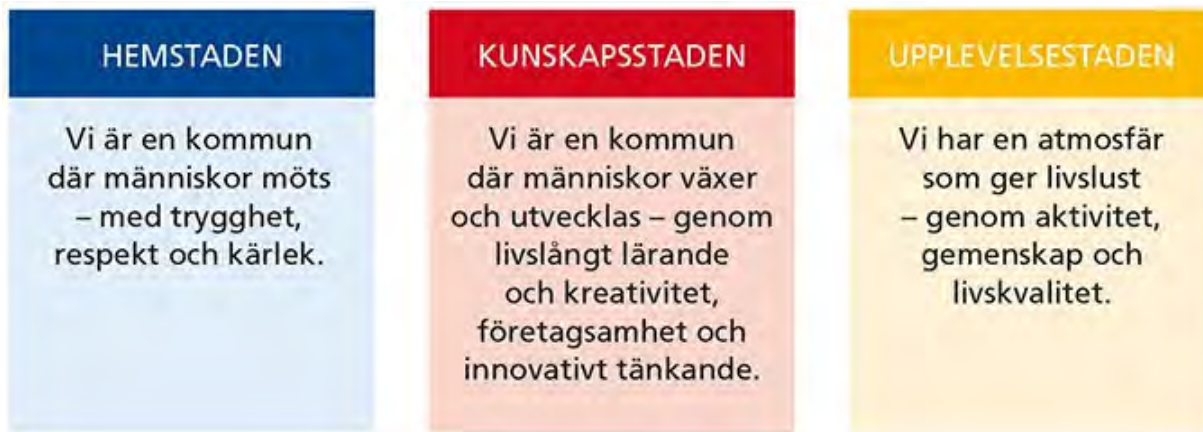 HEMSTADEN
Vi är en kommun
där människor möts
– med trygghet,
respekt och kärlek.
KUNSKAPSSTADEN
Vi är en kommun
där människor växer
och utvecklas – genom
livslångt lärande
och kreativitet,
företagsamhet och
innovativt tänkande.
UPPLEVELSESTADEN
Vi har en atmosfär
som ger livslust
– genom aktivitet,
gemenskap och
livskvalitet.